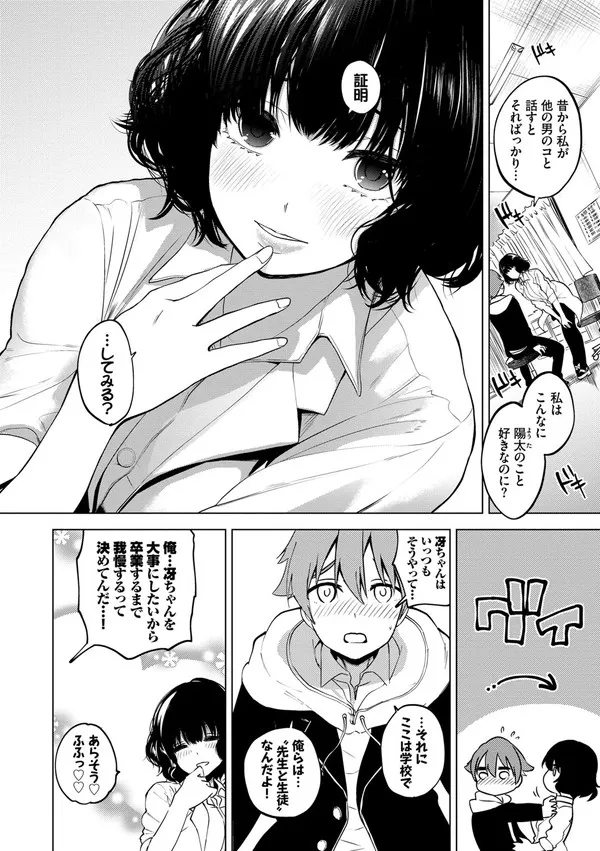 昔から私が
他の男のコと
話すと
そればっかり…
ドキ
ドキ
私は
こんなに
陽太のこと
ようた
好きなのに?
証明
…してみる?
グイ
冴ちゃんは
いっつも
そうやって…
…それに
ここは学校で
俺らは…
“先生と生徒”
なんだよ!
俺…冴ちゃんを
大事にしたいから
卒業するまで
我慢するって
決めてんだ…!
あらそう♡
ふふっ♡